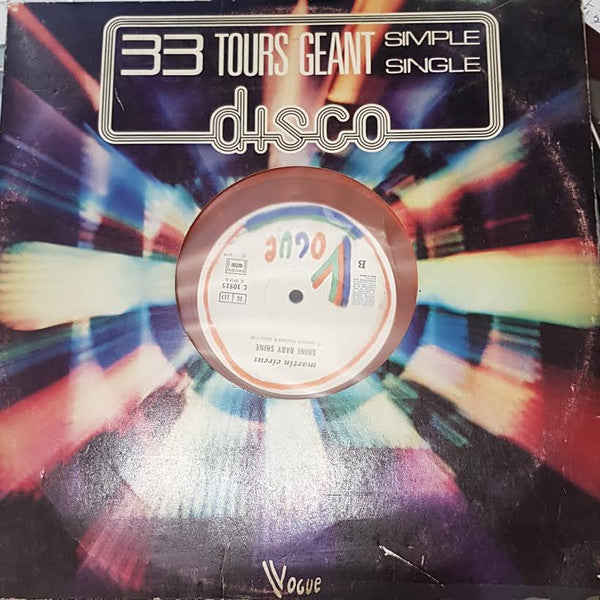 33 TOURS GEANT SIMPLE SINGLE
disco
VOGUE
B
C. 10515
SHINE BABY SHINE
martin circus
VOGUE